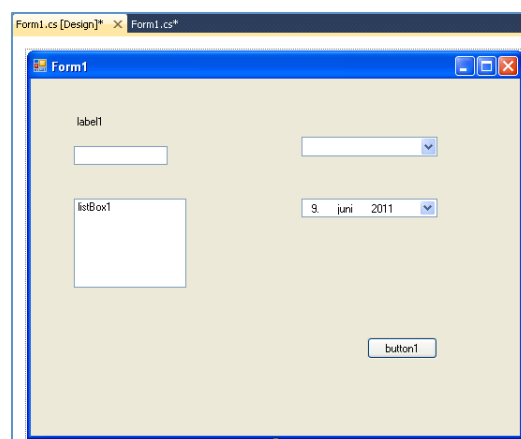 Form1.cs [Design]* Form1.cs*
Form1
label1
listBox1
9. juni 2011
button1